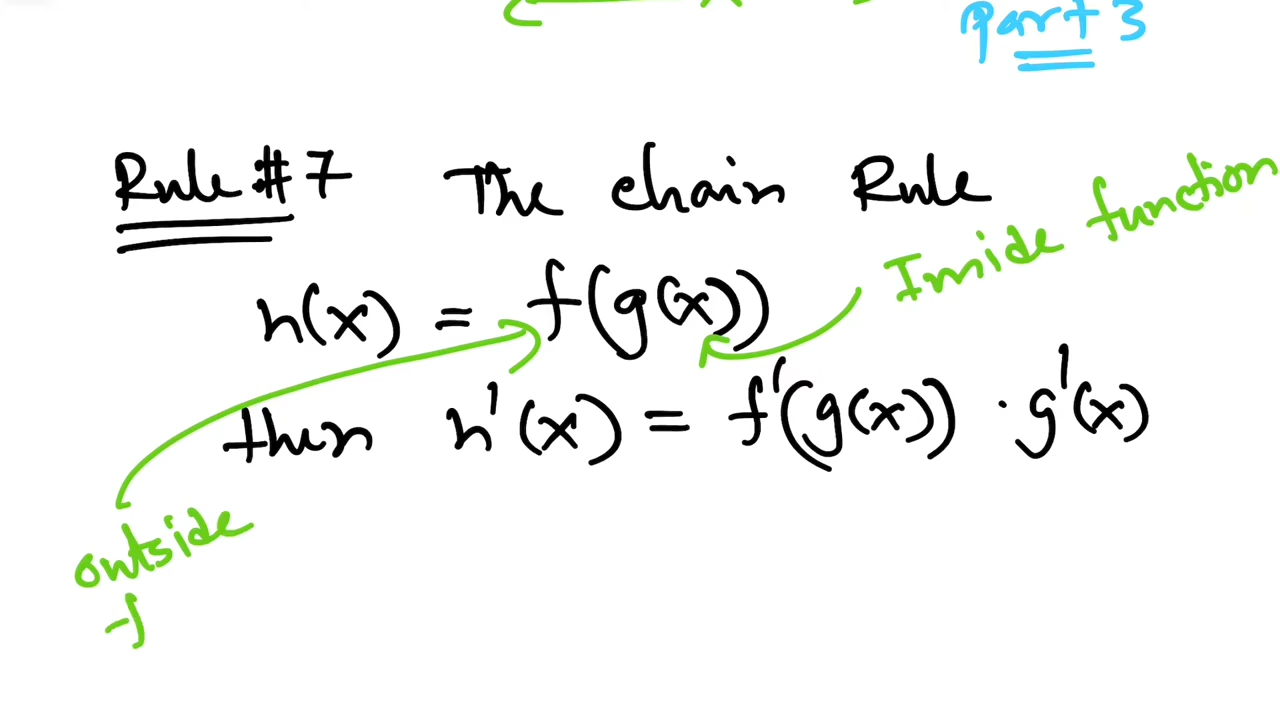 part 3
Rule #7 The chain Rule
Inside function
h(x) = f(g(x))
then h'(x) = f'(g(x)) · g'(x)
outside
f